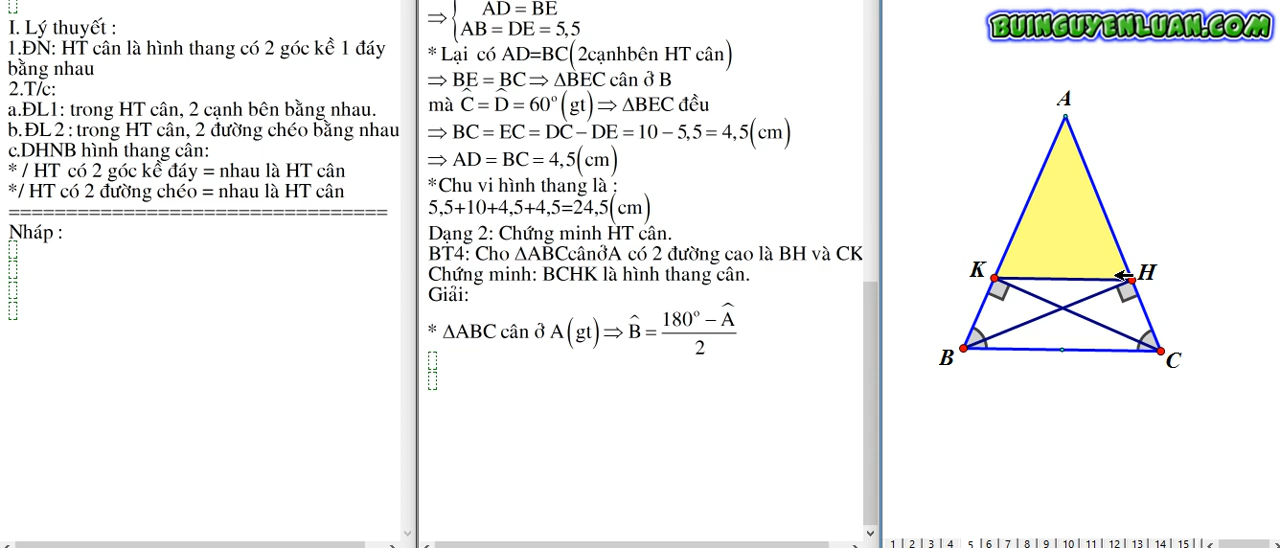 I. Lý thuyết :
1.ĐN: HT cân là hình thang có 2 góc kề 1 đáy
bằng nhau
2.T/c:
a.ĐL1: trong HT cân, 2 cạnh bên bằng nhau.
b.ĐL2 : trong HT cân, 2 đường chéo bằng nhau
c.DHNB hình thang cân:
* / HT có 2 góc kề đáy = nhau là HT cân
*/ HT có 2 đường chéo = nhau là HT cân
=================================
Nháp :
⇒ { AD = BE
AB = DE = 5,5
* Lại có AD=BC(2cạnhbên HT cân)
⇒ BE = BC ⇒ ΔBEC cân ở B
mà Ĉ = D̂ = 60° (gt) ⇒ ΔBEC đều
⇒ BC = EC = DC − DE = 10 − 5,5 = 4,5(cm)
⇒ AD = BC = 4,5(cm)
*Chu vi hình thang là :
5,5+10+4,5+4,5=24,5(cm)
Dạng 2: Chứng minh HT cân.
BT4: Cho ΔABCcânởA có 2 đường cao là BH và CK
Chứng minh: BCHK là hình thang cân.
Giải:
* ΔABC cân ở A(gt) ⇒ B̂ = (180° − Â)/2
BUINGUYENLUAN.COM
A
K
H
B
C
1 | 2 | 3 | 4 | 5 | 6 | 7 | 8 | 9 | 10 | 11 | 12 | 13 | 14 | 15 |